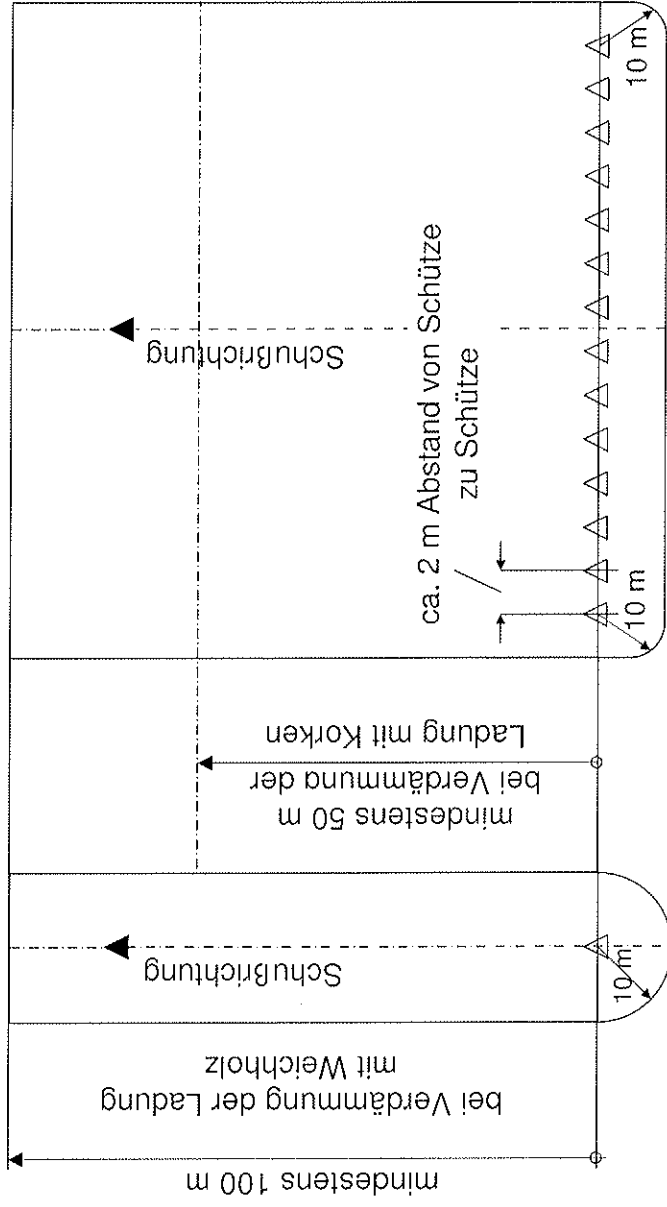 mindestens 100 m
bei Verdämmung der Ladung
mit Weichholz
Schußrichtung
10 m
mindestens 50 m
bei Verdämmung der
Ladung mit Korken
Schußrichtung
ca. 2 m Abstand von Schütze
zu Schütze
10 m
10 m